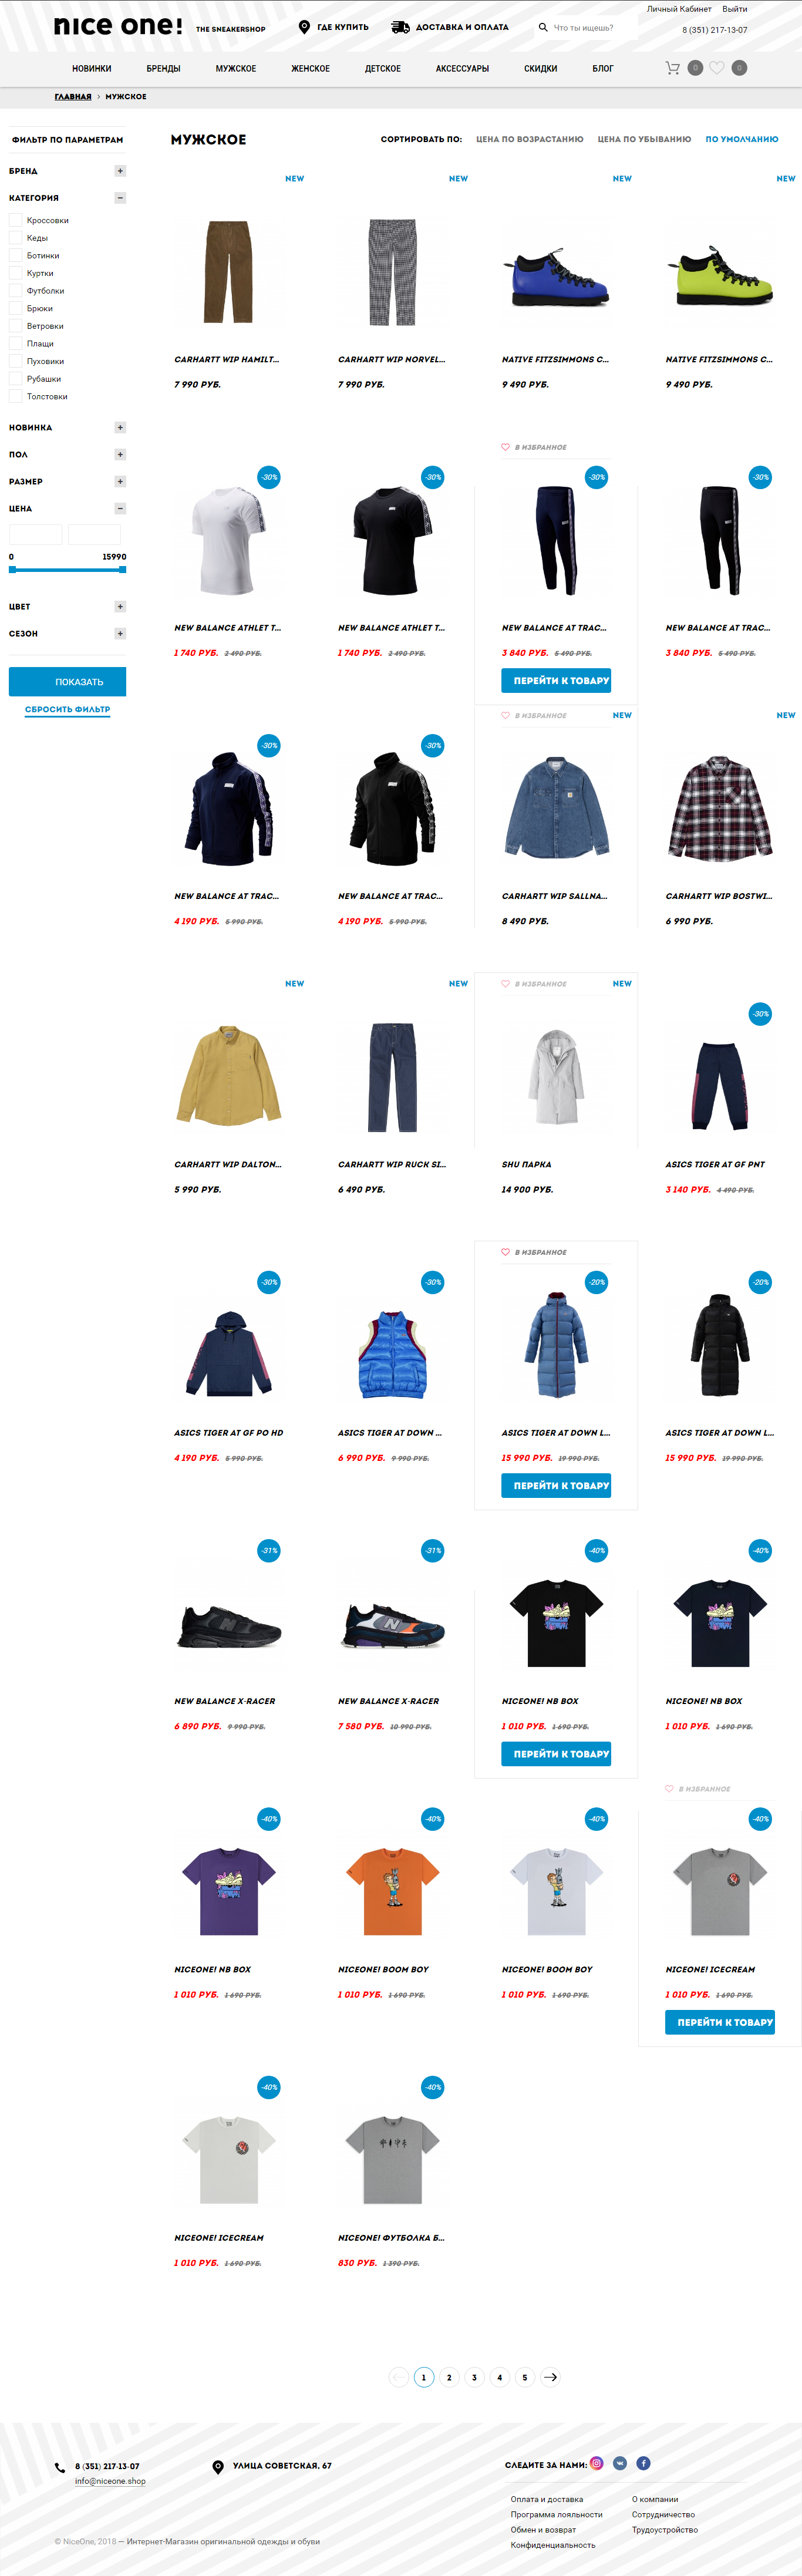 Личный Кабинет Выйти
nice one! THE SNEAKERSHOP ГДЕ КУПИТЬ ДОСТАВКА И ОПЛАТА Что ты ищешь? 8 (351) 217-13-07
НОВИНКИ БРЕНДЫ МУЖСКОЕ ЖЕНСКОЕ ДЕТСКОЕ АКСЕССУАРЫ СКИДКИ БЛОГ 0 0
ГЛАВНАЯ > МУЖСКОЕ
ФИЛЬТР ПО ПАРАМЕТРАМ
БРЕНД +
КАТЕГОРИЯ −
Кроссовки
Кеды
Ботинки
Куртки
Футболки
Брюки
Ветровки
Плащи
Пуховики
Рубашки
Толстовки
НОВИНКА +
ПОЛ +
РАЗМЕР +
ЦЕНА −
0 15990
ЦВЕТ +
СЕЗОН +
ПОКАЗАТЬ
СБРОСИТЬ ФИЛЬТР
МУЖСКОЕ СОРТИРОВАТЬ ПО: ЦЕНА ПО ВОЗРАСТАНИЮ ЦЕНА ПО УБЫВАНИЮ ПО УМОЛЧАНИЮ
NEW NEW NEW NEW
CARHARTT WIP HAMILT... CARHARTT WIP NORVEL... NATIVE FITZSIMMONS C... NATIVE FITZSIMMONS C...
7 990 РУБ. 7 990 РУБ. 9 490 РУБ. 9 490 РУБ.
В ИЗБРАННОЕ
-30% -30% -30% -30%
NEW BALANCE ATHLET T... NEW BALANCE ATHLET T... NEW BALANCE AT TRAC... NEW BALANCE AT TRAC...
1 740 РУБ. 2 490 РУБ. 1 740 РУБ. 2 490 РУБ. 3 840 РУБ. 5 490 РУБ. 3 840 РУБ. 5 490 РУБ.
ПЕРЕЙТИ К ТОВАРУ
В ИЗБРАННОЕ NEW NEW
-30% -30%
NEW BALANCE AT TRAC... NEW BALANCE AT TRAC... CARHARTT WIP SALLNA... CARHARTT WIP BOSTWI...
4 190 РУБ. 5 990 РУБ. 4 190 РУБ. 5 990 РУБ. 8 490 РУБ. 6 990 РУБ.
NEW NEW В ИЗБРАННОЕ NEW
-30%
CARHARTT WIP DALTON... CARHARTT WIP RUCK SI... SHU ПАРКА ASICS TIGER AT GF PNT
5 990 РУБ. 6 490 РУБ. 14 900 РУБ. 3 140 РУБ. 4 490 РУБ.
В ИЗБРАННОЕ
-30% -30% -20% -20%
ASICS TIGER AT GF PO HD ASICS TIGER AT DOWN ... ASICS TIGER AT DOWN L... ASICS TIGER AT DOWN L...
4 190 РУБ. 5 990 РУБ. 6 990 РУБ. 9 990 РУБ. 15 990 РУБ. 19 990 РУБ. 15 990 РУБ. 19 990 РУБ.
ПЕРЕЙТИ К ТОВАРУ
-31% -31% -40% -40%
NEW BALANCE X-RACER NEW BALANCE X-RACER NICEONE! NB BOX NICEONE! NB BOX
6 890 РУБ. 9 990 РУБ. 7 580 РУБ. 10 990 РУБ. 1 010 РУБ. 1 690 РУБ. 1 010 РУБ. 1 690 РУБ.
ПЕРЕЙТИ К ТОВАРУ
В ИЗБРАННОЕ
-40% -40% -40% -40%
NICEONE! NB BOX NICEONE! BOOM BOY NICEONE! BOOM BOY NICEONE! ICECREAM
1 010 РУБ. 1 690 РУБ. 1 010 РУБ. 1 690 РУБ. 1 010 РУБ. 1 690 РУБ. 1 010 РУБ. 1 690 РУБ.
ПЕРЕЙТИ К ТОВАРУ
-40% -40%
NICEONE! ICECREAM NICEONE! ФУТБОЛКА Б...
1 010 РУБ. 1 690 РУБ. 830 РУБ. 1 390 РУБ.
1 2 3 4 5
8 (351) 217-13-07 УЛИЦА СОВЕТСКАЯ, 67 СЛЕДИТЕ ЗА НАМИ:
info@niceone.shop
Оплата и доставка О компании
Программа лояльности Сотрудничество
Обмен и возврат Трудоустройство
Конфиденциальность
© NiceOne, 2018 — Интернет-Магазин оригинальной одежды и обуви